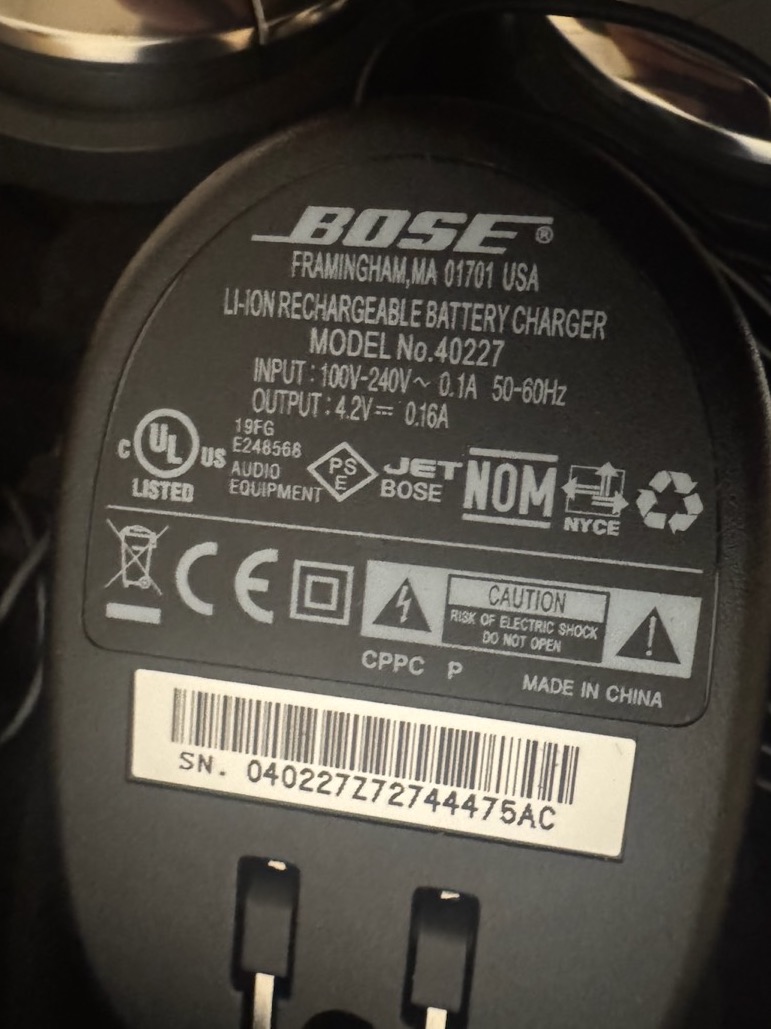 BOSE®
FRAMINGHAM, MA 01701 USA
LI-ION RECHARGEABLE BATTERY CHARGER
MODEL No.40227
INPUT : 100V-240V~ 0.1A 50-60Hz
OUTPUT : 4.2V⎓ 0.16A
C UL US
LISTED
19FG
E248568
AUDIO
EQUIPMENT
PS
E
JET
BOSE
NOM
NYCE
CE
CAUTION
RISK OF ELECTRIC SHOCK
DO NOT OPEN
CPPC P
MADE IN CHINA
SN. 040227Z72744475AC